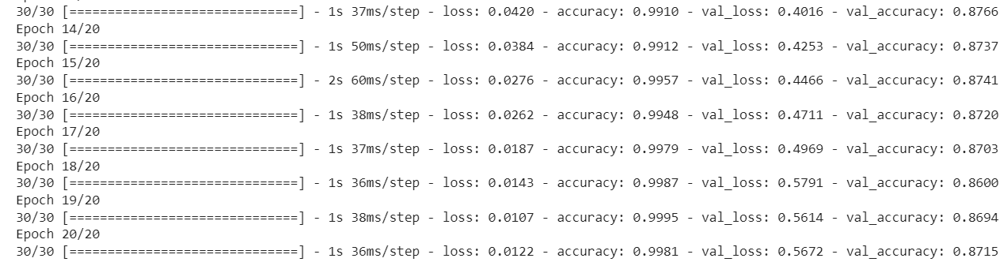 30/30 [==============================] - 1s 37ms/step - loss: 0.0420 - accuracy: 0.9910 - val_loss: 0.4016 - val_accuracy: 0.8766
Epoch 14/20
30/30 [==============================] - 1s 50ms/step - loss: 0.0384 - accuracy: 0.9912 - val_loss: 0.4253 - val_accuracy: 0.8737
Epoch 15/20
30/30 [==============================] - 2s 60ms/step - loss: 0.0276 - accuracy: 0.9957 - val_loss: 0.4466 - val_accuracy: 0.8741
Epoch 16/20
30/30 [==============================] - 1s 38ms/step - loss: 0.0262 - accuracy: 0.9948 - val_loss: 0.4711 - val_accuracy: 0.8720
Epoch 17/20
30/30 [==============================] - 1s 37ms/step - loss: 0.0187 - accuracy: 0.9979 - val_loss: 0.4969 - val_accuracy: 0.8703
Epoch 18/20
30/30 [==============================] - 1s 36ms/step - loss: 0.0143 - accuracy: 0.9987 - val_loss: 0.5791 - val_accuracy: 0.8600
Epoch 19/20
30/30 [==============================] - 1s 38ms/step - loss: 0.0107 - accuracy: 0.9995 - val_loss: 0.5614 - val_accuracy: 0.8694
Epoch 20/20
30/30 [==============================] - 1s 36ms/step - loss: 0.0122 - accuracy: 0.9981 - val_loss: 0.5672 - val_accuracy: 0.8715